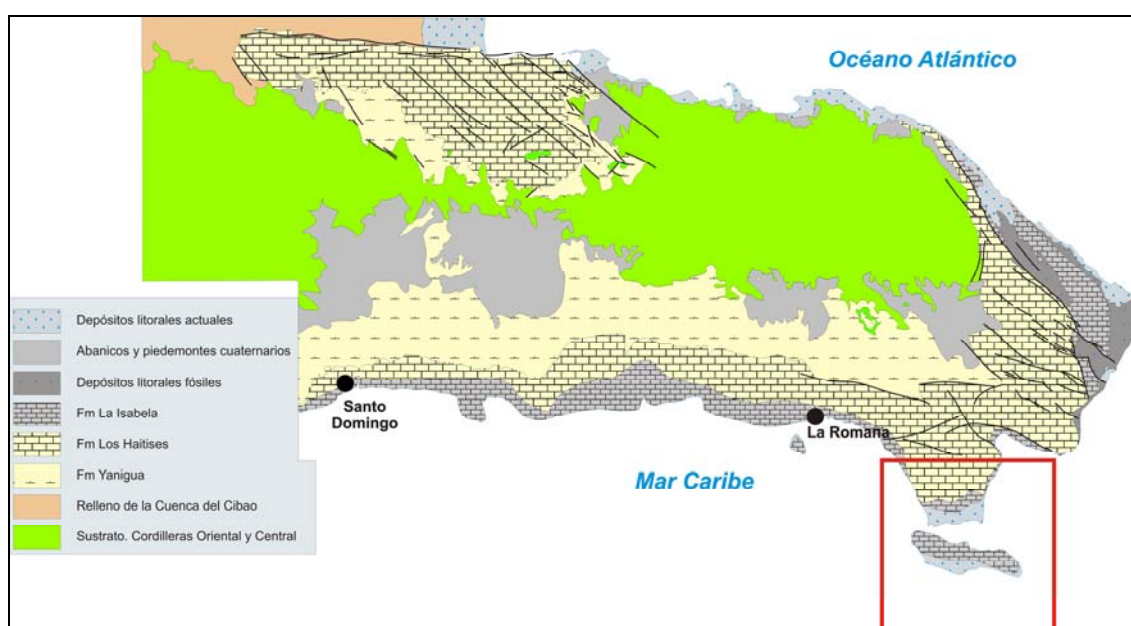 Océano Atlántico
Depósitos litorales actuales
Abanicos y piedemontes cuaternarios
Depósitos litorales fósiles
Fm La Isabela
Fm Los Haitises
Fm Yanigua
Relleno de la Cuenca del Cibao
Sustrato. Cordilleras Oriental y Central
Santo
Domingo
La Romana
Mar Caribe